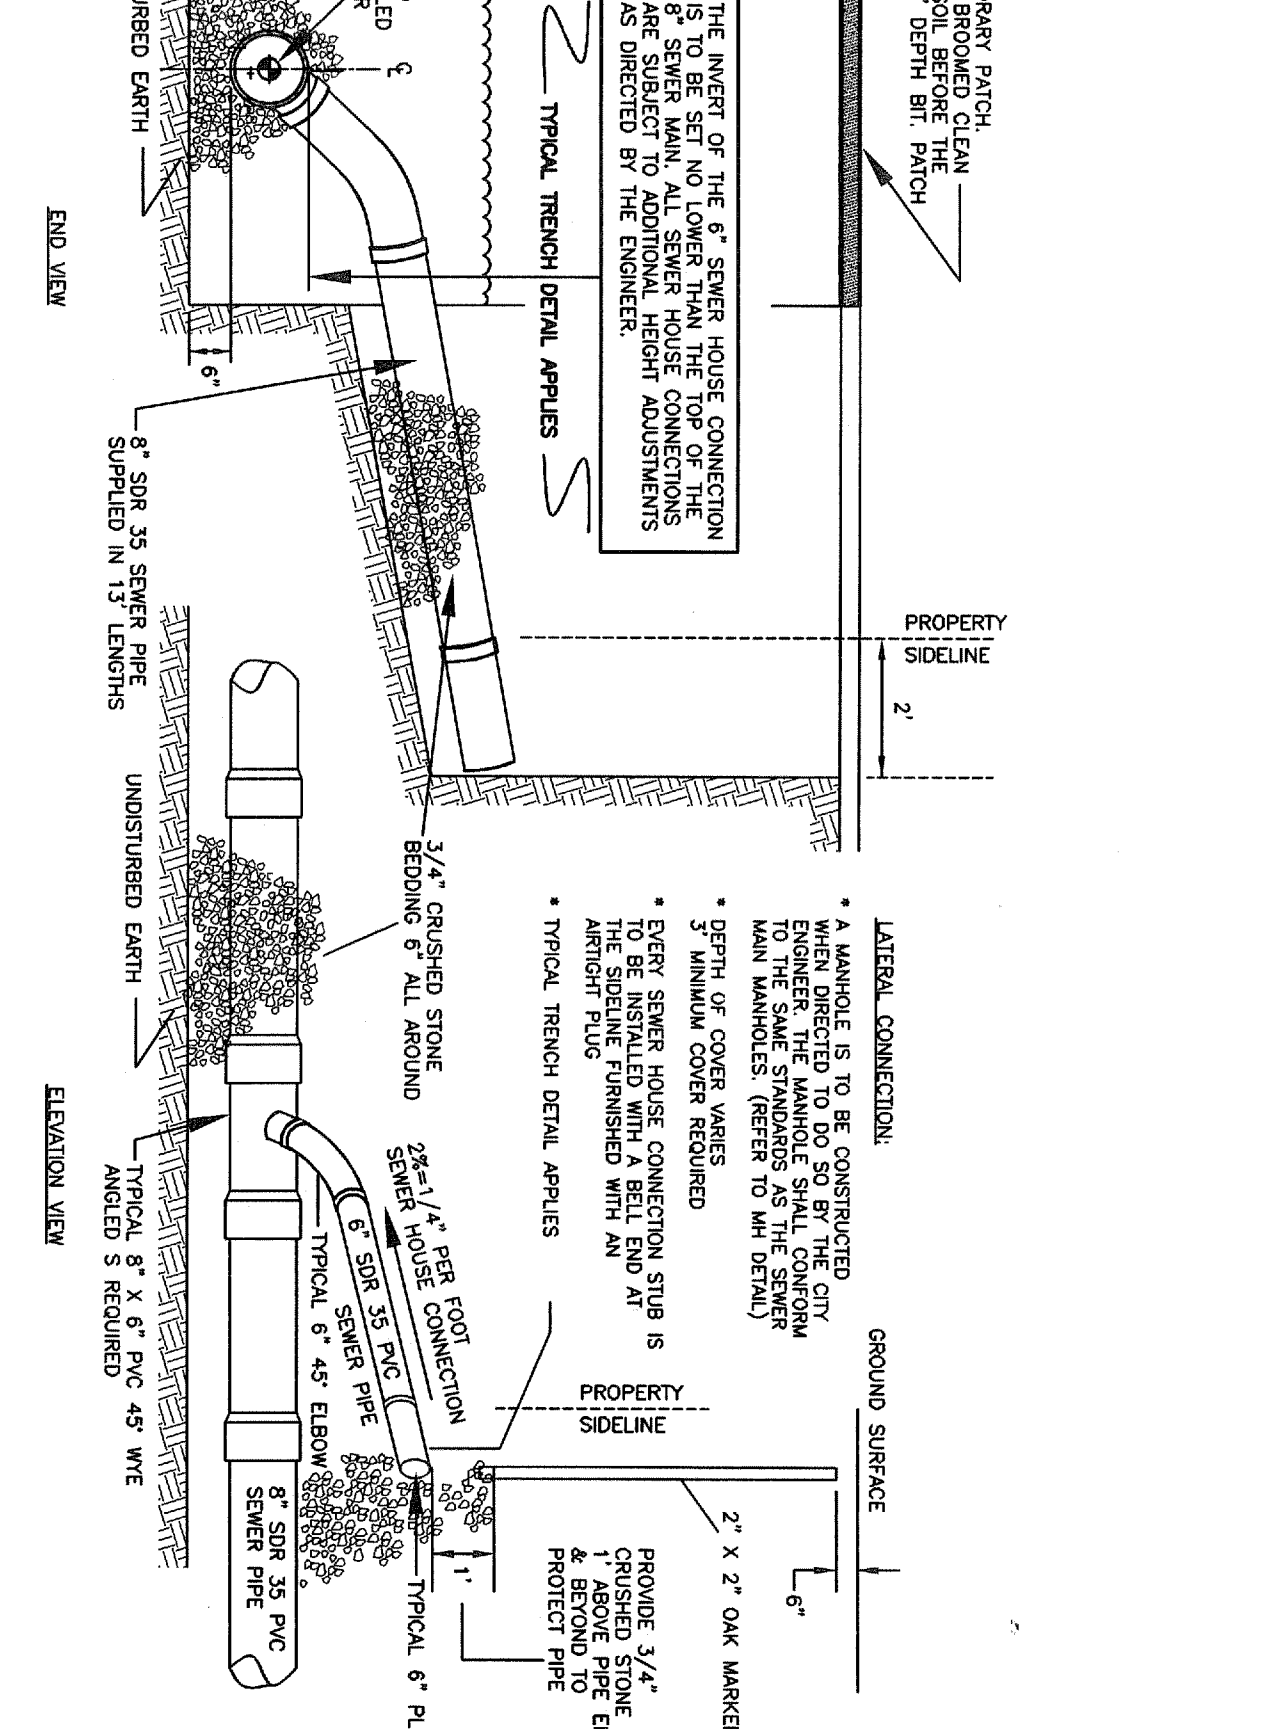 RARY PATCH.
BROOMED CLEAN
SOIL BEFORE THE
DEPTH BIT. PATCH
THE INVERT OF THE 6" SEWER HOUSE CONNECTION
IS TO BE SET NO LOWER THAN THE TOP OF THE
8" SEWER MAIN. ALL SEWER HOUSE CONNECTIONS
ARE SUBJECT TO ADDITIONAL HEIGHT ADJUSTMENTS
AS DIRECTED BY THE ENGINEER.
TYPICAL TRENCH DETAIL APPLIES
PROPERTY
SIDELINE
2'
LED
R
℄
URBED EARTH
6"
8" SDR 35 SEWER PIPE
SUPPLIED IN 13' LENGTHS
END VIEW
LATERAL CONNECTION:
* A MANHOLE IS TO BE CONSTRUCTED
WHEN DIRECTED TO DO SO BY THE CITY
ENGINEER. THE MANHOLE SHALL CONFORM
TO THE SAME STANDARDS AS THE SEWER
MAIN MANHOLES. (REFER TO MH DETAIL)
* DEPTH OF COVER VARIES
3' MINIMUM COVER REQUIRED
* EVERY SEWER HOUSE CONNECTION STUB IS
TO BE INSTALLED WITH A BELL END AT
THE SIDELINE FURNISHED WITH AN
AIRTIGHT PLUG
* TYPICAL TRENCH DETAIL APPLIES
GROUND SURFACE
6"
2" X 2" OAK MARKE
PROPERTY
SIDELINE
PROVIDE 3/4"
CRUSHED STONE
1' ABOVE PIPE E
& BEYOND TO
PROTECT PIPE
1'
3/4" CRUSHED STONE
BEDDING 6" ALL AROUND
2%=1/4" PER FOOT
SEWER HOUSE CONNECTION
6" SDR 35 PVC
SEWER PIPE
TYPICAL 6" 45° ELBOW
TYPICAL 6" PL
8" SDR 35 PVC
SEWER PIPE
UNDISTURBED EARTH
TYPICAL 8" X 6" PVC 45° WYE
ANGLED S REQUIRED
ELEVATION VIEW